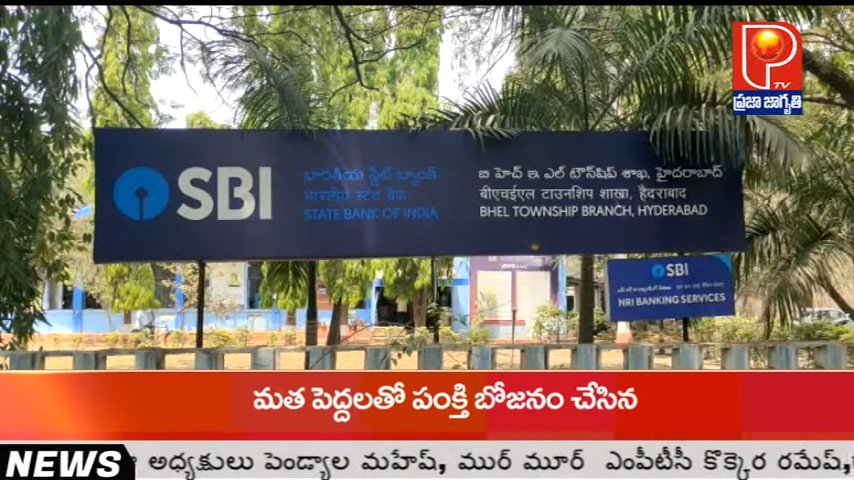 P
TV
ప్రజా జాగృతి
SBI
భారతీయ స్టేట్ బ్యాంక్
भारतीय स्टेट बैंक
STATE BANK OF INDIA
బి హెచ్ ఇ ఎల్ టౌన్‌షిప్ శాఖ, హైదరాబాద్
बीएचईएल टाउनशिप शाखा, हैदराबाद
BHEL TOWNSHIP BRANCH, HYDERABAD
SBI
NRI BANKING SERVICES
మత పెద్దలతో పంక్తి బోజనం చేసిన
NEWS
అధ్యక్షులు పెండ్యాల మహేష్, ముర్ మూర్ ఎంపీటీసీ కొక్కెర రమేష్,